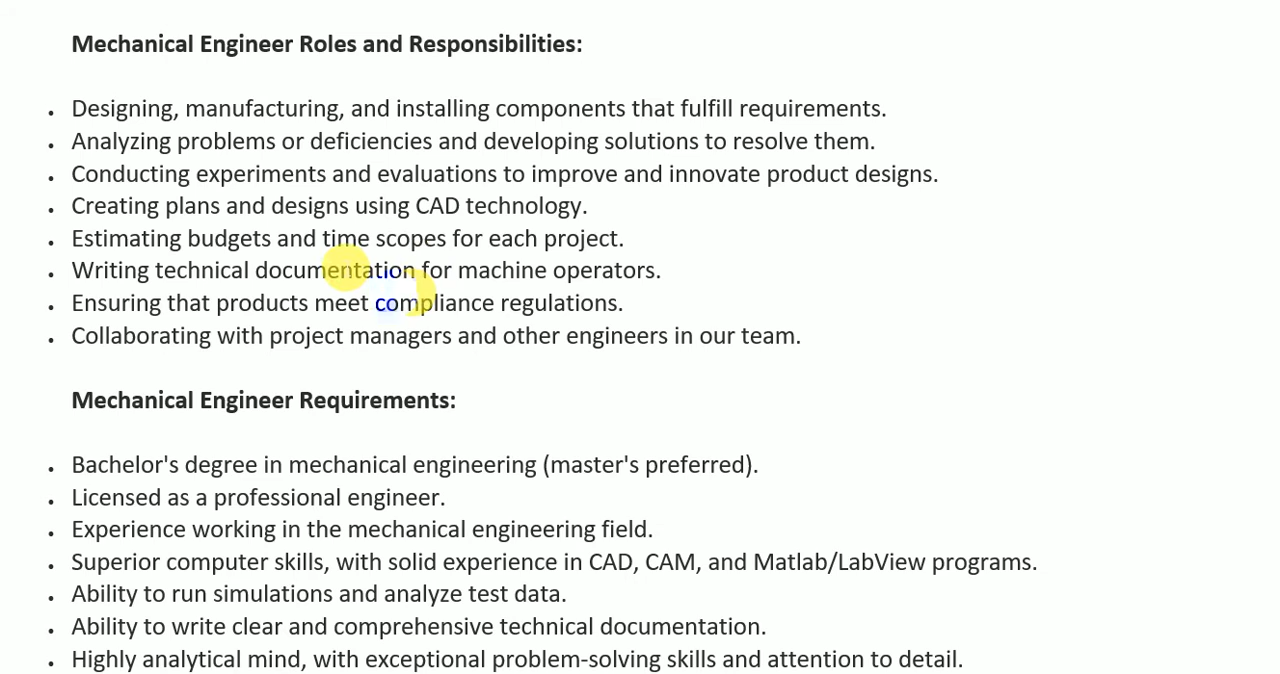 Mechanical Engineer Roles and Responsibilities:
• Designing, manufacturing, and installing components that fulfill requirements.
• Analyzing problems or deficiencies and developing solutions to resolve them.
• Conducting experiments and evaluations to improve and innovate product designs.
• Creating plans and designs using CAD technology.
• Estimating budgets and time scopes for each project.
• Writing technical documentation for machine operators.
• Ensuring that products meet compliance regulations.
• Collaborating with project managers and other engineers in our team.
Mechanical Engineer Requirements:
• Bachelor's degree in mechanical engineering (master's preferred).
• Licensed as a professional engineer.
• Experience working in the mechanical engineering field.
• Superior computer skills, with solid experience in CAD, CAM, and Matlab/LabView programs.
• Ability to run simulations and analyze test data.
• Ability to write clear and comprehensive technical documentation.
• Highly analytical mind, with exceptional problem-solving skills and attention to detail.